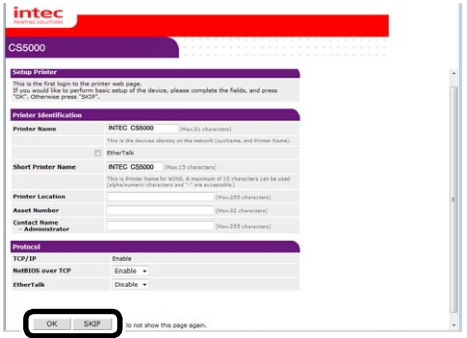 intec
PRINTING SOLUTIONS
CS5000
Setup Printer
This is the first login to the printer web page.
If you would like to perform basic setup of the device, please complete the fields, and press
"OK". Otherwise press "SKIP".
Printer Identification
Printer Name INTEC CS5000 (Max.31 characters)
This is the devices identity on the network (sysName, and Printer Name).
EtherTalk
Short Printer Name INTEC CS5000 (Max.15 characters)
This is Printer Name for WINS. A maximum of 15 characters can be used
(alpha/numeric characters and "-" are acceptable.)
Printer Location (Max.255 characters)
Asset Number (Max.32 characters)
Contact Name
- Administrator (Max.255 characters)
Protocol
TCP/IP Enable
NetBIOS over TCP Enable
EtherTalk Disable
OK SKIP to not show this page again.